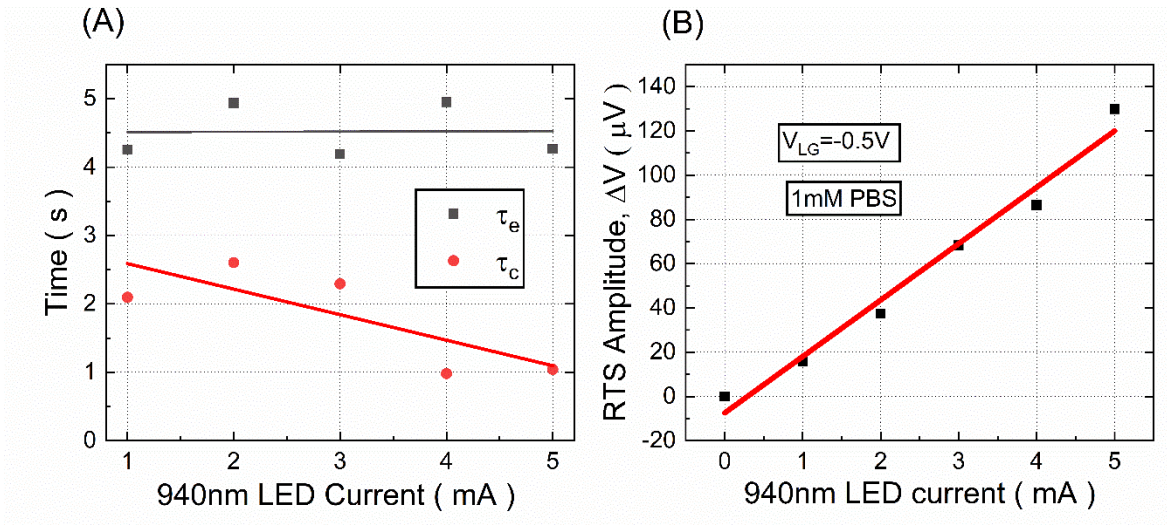 (A)
5
4
3
2
1
0
Time ( s )
τe
τc
1 2 3 4 5
940nm LED Current ( mA )
(B)
140
120
100
80
60
40
20
0
-20
RTS Amplitude, ΔV ( μV )
VLG=-0.5V
1mM PBS
0 1 2 3 4 5
940nm LED current ( mA )